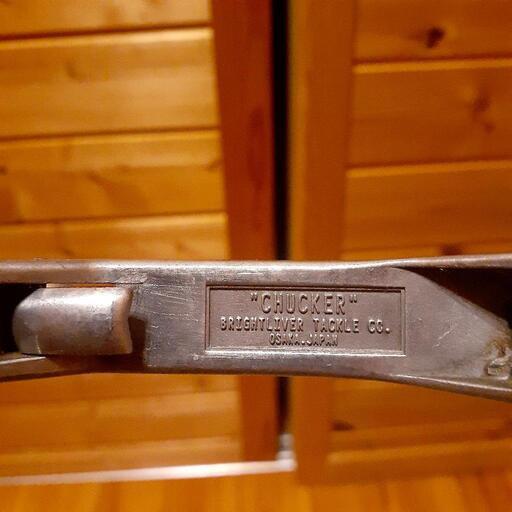 "CHUCKER"
BRIGHTLIVER TACKLE CO.
OSAKA.JAPAN